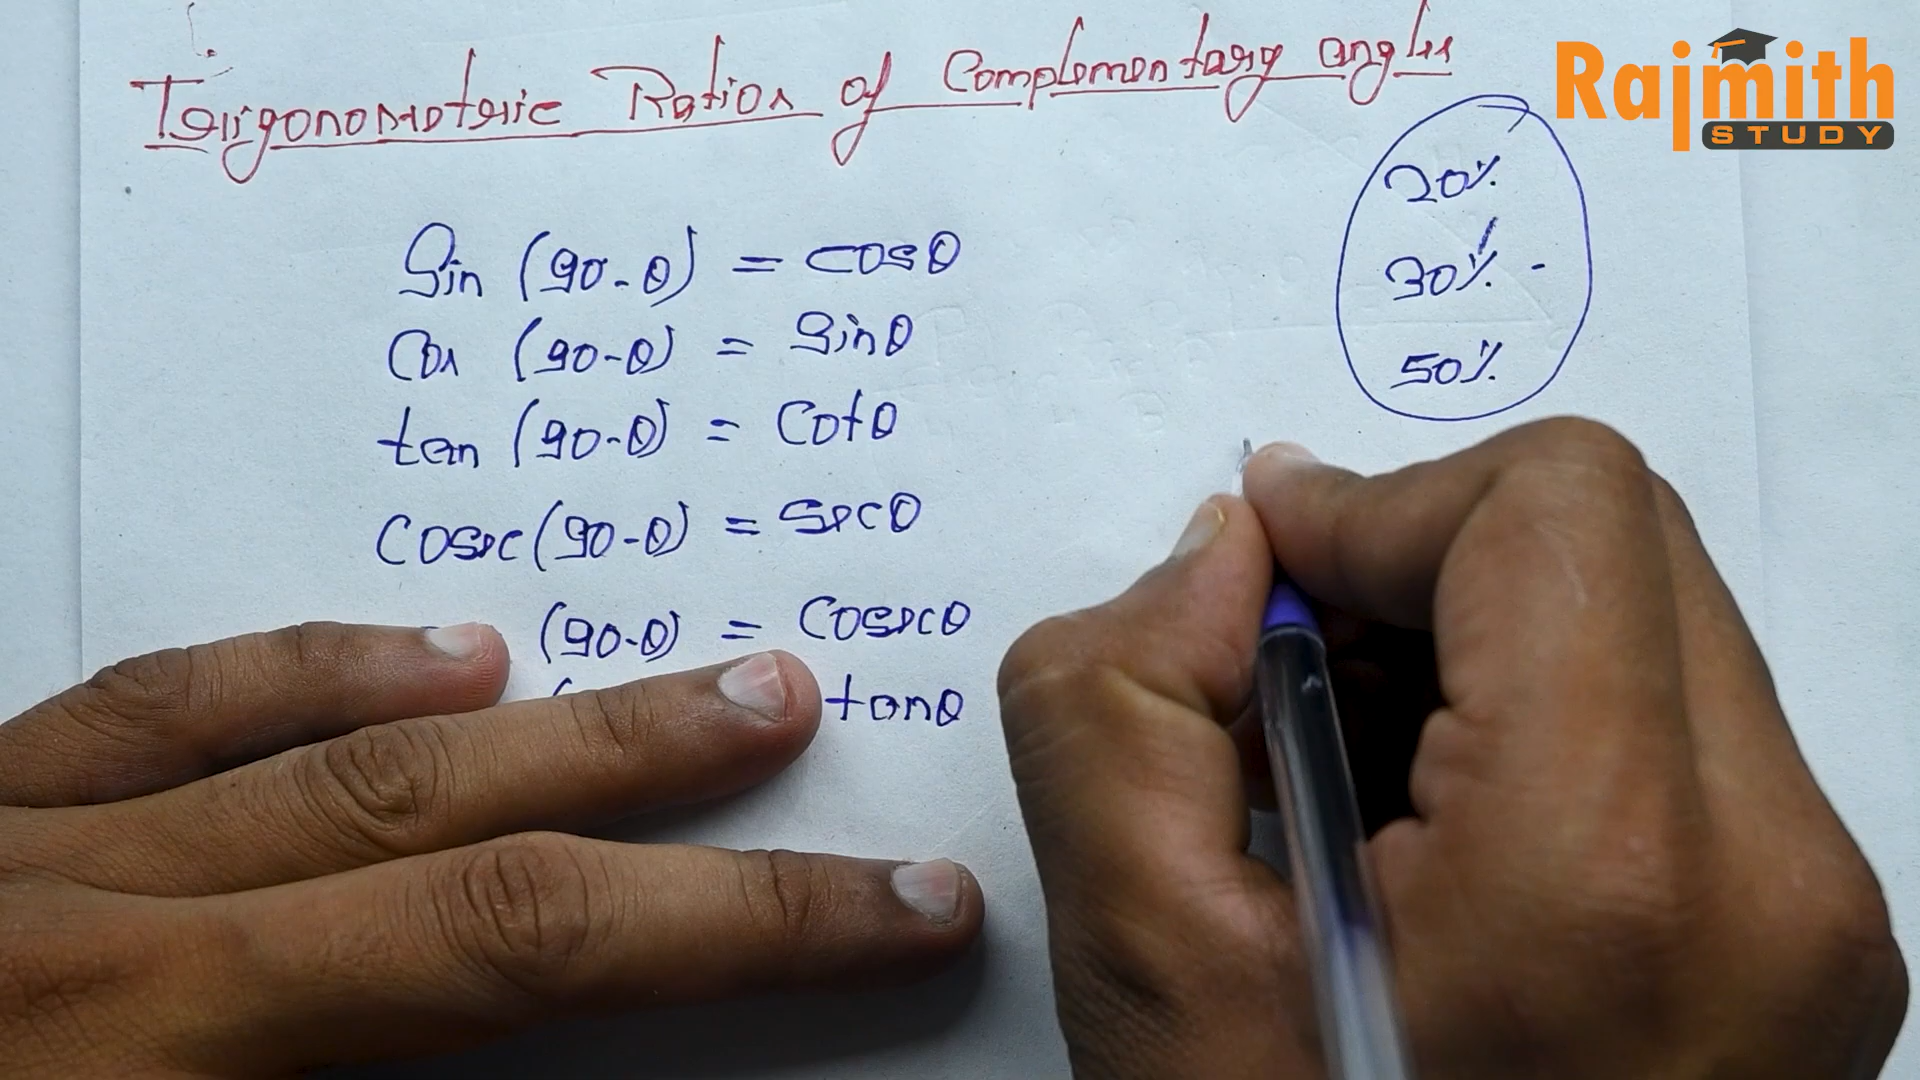 Trigonometric Ratios of Complementary angles
Rajmith
STUDY
20%
30% -
50%
Sin (90-θ) = cosθ
Cos (90-θ) = Sinθ
tan (90-θ) = Cotθ
Cosec (90-θ) = secθ
(90-θ) = Cosecθ
( tanθ